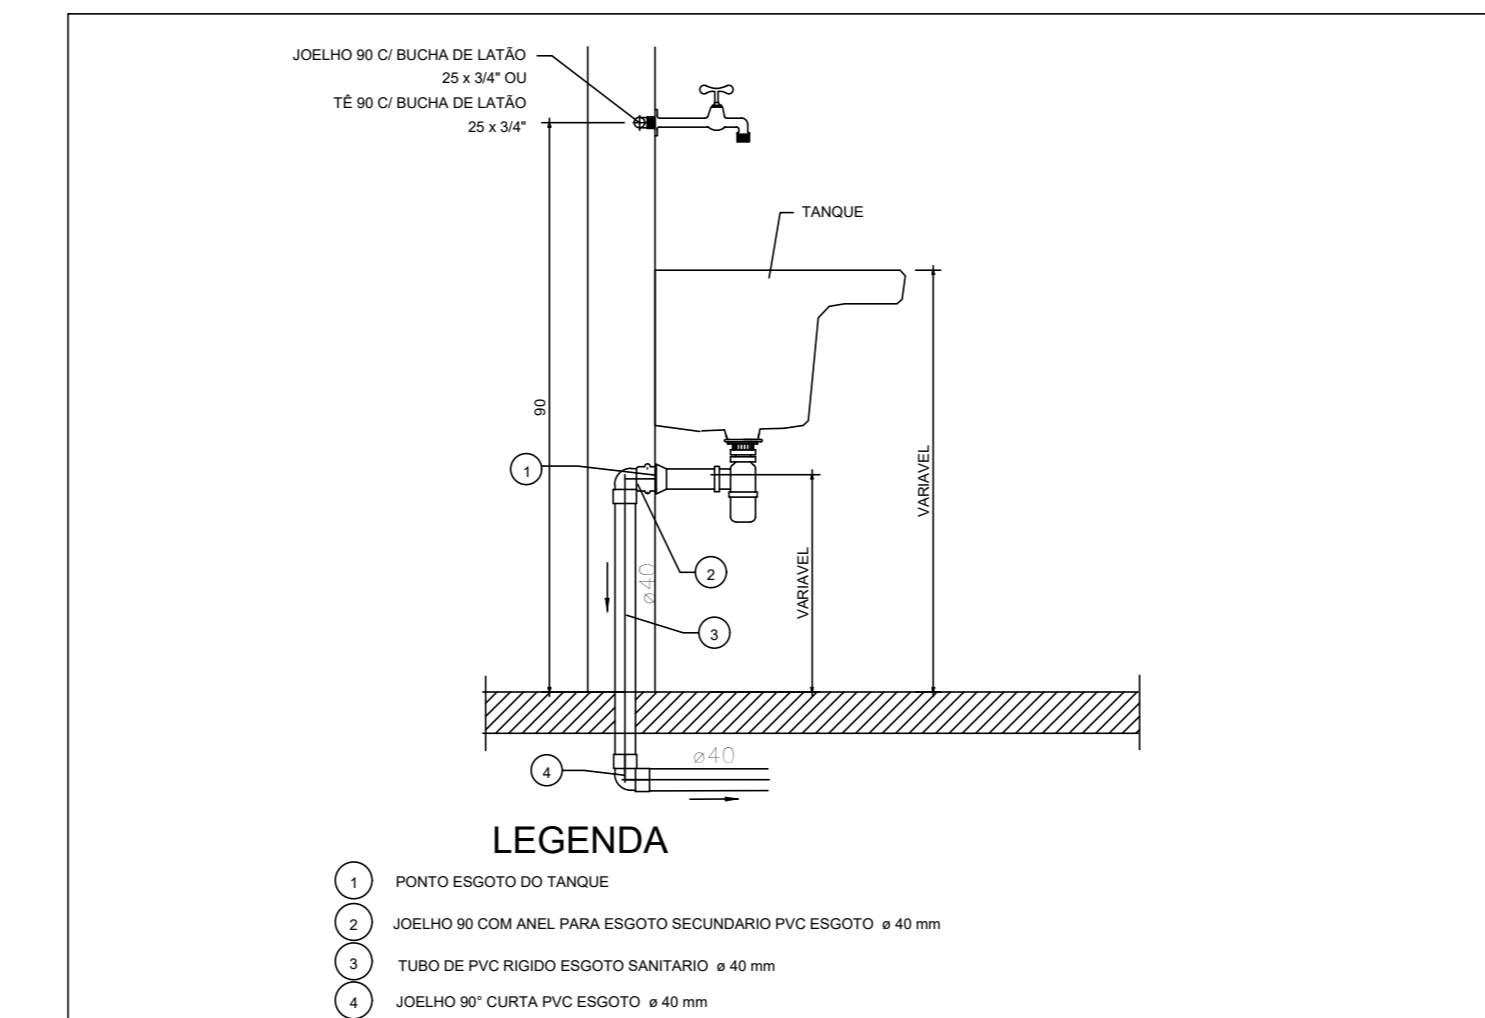 JOELHO 90 C/ BUCHA DE LATÃO
25 x 3/4" OU
TÊ 90 C/ BUCHA DE LATÃO
25 x 3/4"
TANQUE
90
1
VARIAVEL
2
ø40
VARIAVEL
3
ø40
4
LEGENDA
1 PONTO ESGOTO DO TANQUE
2 JOELHO 90 COM ANEL PARA ESGOTO SECUNDARIO PVC ESGOTO ø 40 mm
3 TUBO DE PVC RIGIDO ESGOTO SANITARIO ø 40 mm
4 JOELHO 90° CURTA PVC ESGOTO ø 40 mm